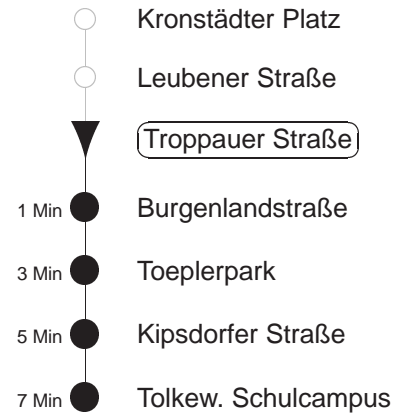 Kronstädter Platz
Leubener Straße
Troppauer Straße
1 Min Burgenlandstraße
3 Min Toeplerpark
5 Min Kipsdorfer Straße
7 Min Tolkew. Schulcampus